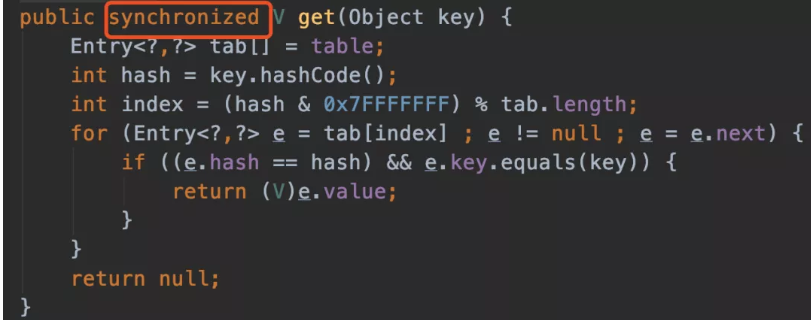 public synchronized V get(Object key) {
    Entry<?,?> tab[] = table;
    int hash = key.hashCode();
    int index = (hash & 0x7FFFFFFF) % tab.length;
    for (Entry<?,?> e = tab[index] ; e != null ; e = e.next) {
        if ((e.hash == hash) && e.key.equals(key)) {
            return (V)e.value;
        }
    }
    return null;
}